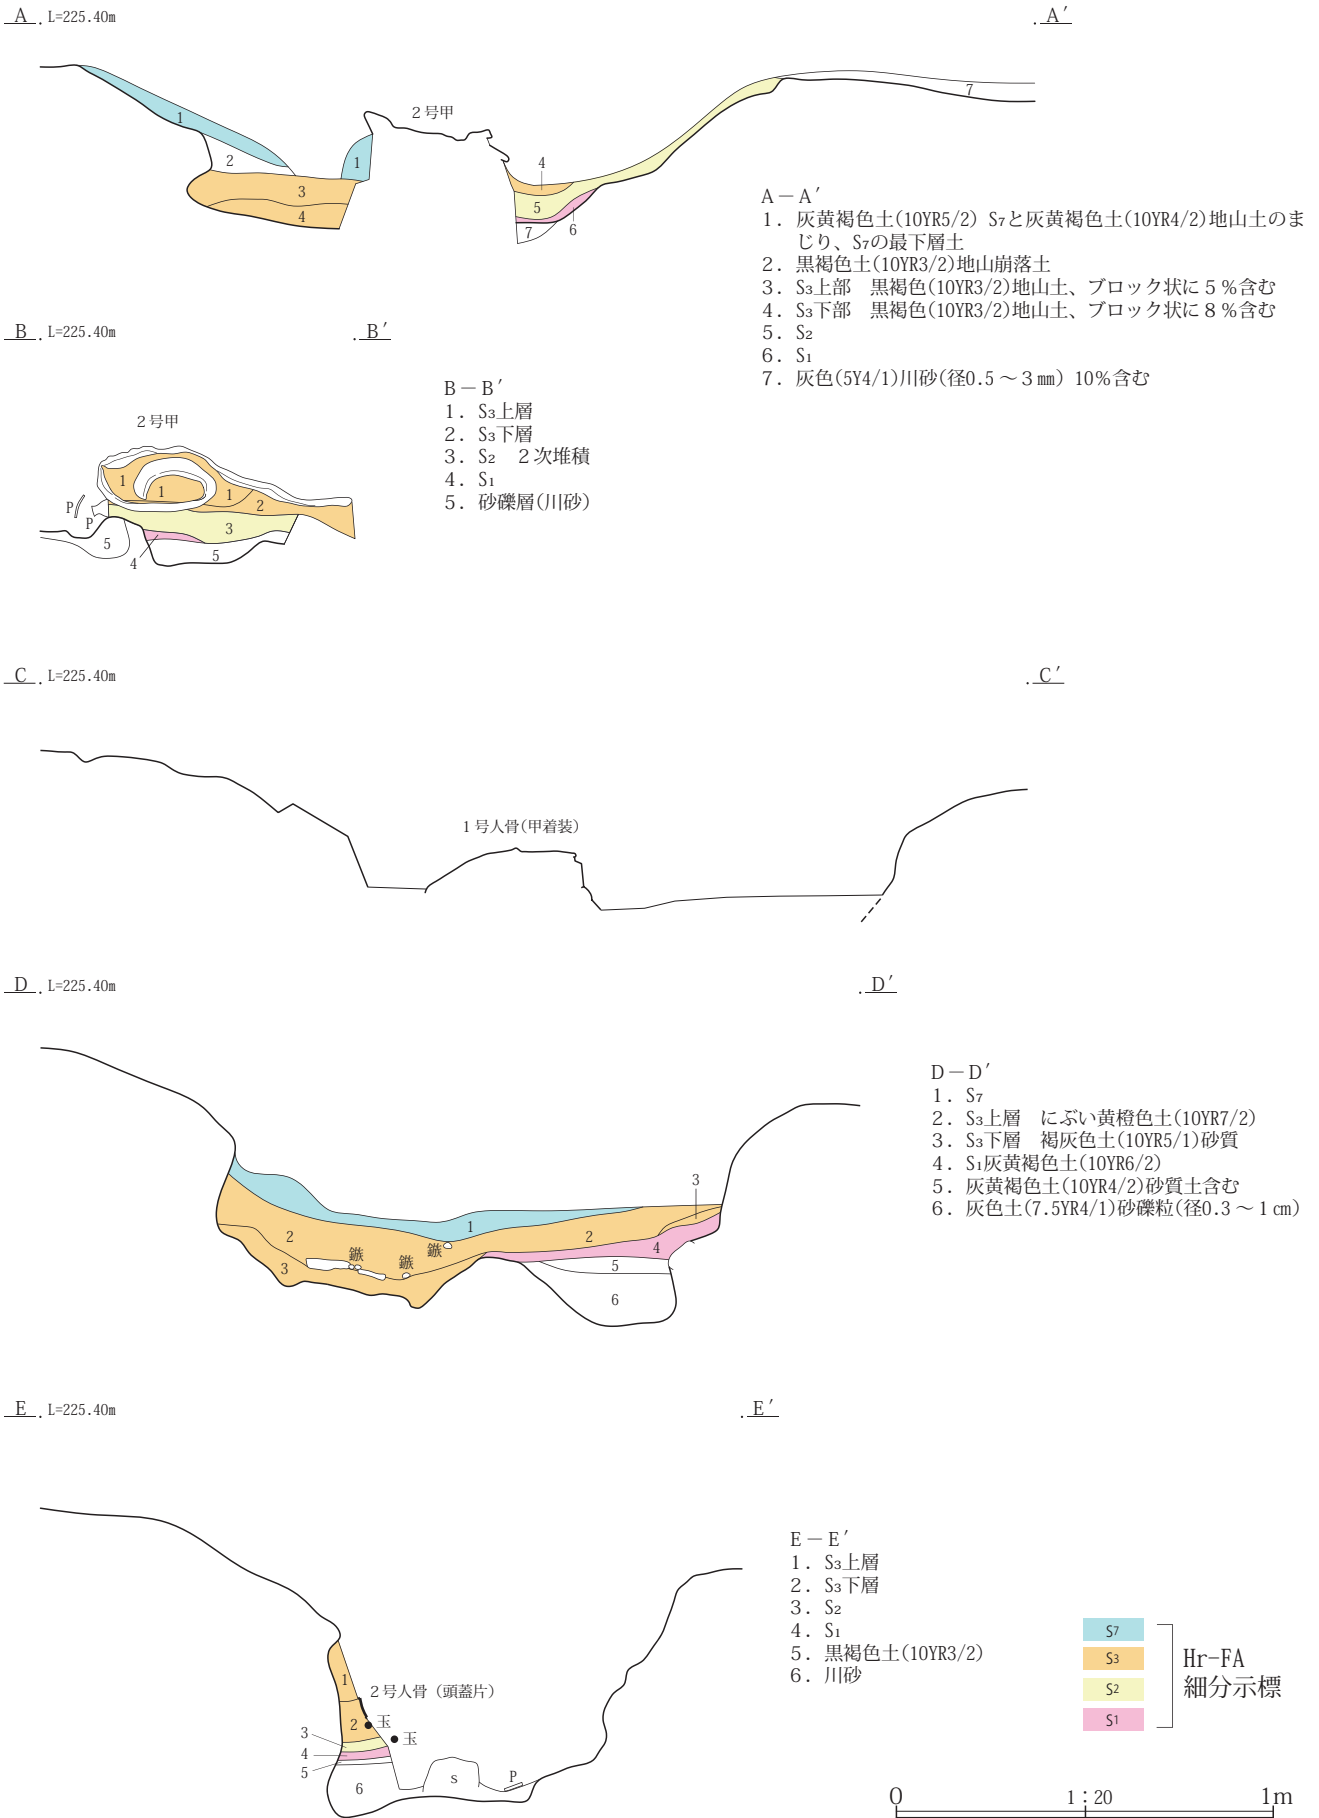 A . L=225.40m
. A′
2号甲
1
1
2
3
4
4
5
6
7
7
A－A′
1．灰黄褐色土(10YR5/2) S7と灰黄褐色土(10YR4/2)地山土のま
じり、S7の最下層土
2．黒褐色土(10YR3/2)地山崩落土
3．S3上部　黒褐色(10YR3/2)地山土、ブロック状に５％含む
4．S3下部　黒褐色(10YR3/2)地山土、ブロック状に８％含む
5．S2
6．S1
7．灰色(5Y4/1)川砂(径0.5～３㎜) 10%含む
B . L=225.40m
. B′
2号甲
1
1
1
2
P
P
3
5
4
5
B－B′
1．S3上層
2．S3下層
3．S2　２次堆積
4．S1
5．砂礫層(川砂)
C . L=225.40m
. C′
1号人骨(甲着装)
D . L=225.40m
. D′
1
2
2
3
3
4
5
6
鏃
鏃
鏃
D－D′
1．S7
2．S3上層　にぶい黄橙色土(10YR7/2)
3．S3下層　褐灰色土(10YR5/1)砂質
4．S1灰黄褐色土(10YR6/2)
5．灰黄褐色土(10YR4/2)砂質土含む
6．灰色土(7.5YR4/1)砂礫粒(径0.3～１㎝)
E . L=225.40m
. E′
1
2号人骨（頭蓋片）
2
玉
玉
3
4
5
6
s
P
E－E′
1．S3上層
2．S3下層
3．S2
4．S1
5．黒褐色土(10YR3/2)
6．川砂
S7
S3
S2
S1
Hr-FA
細分示標
0
1：20
1m